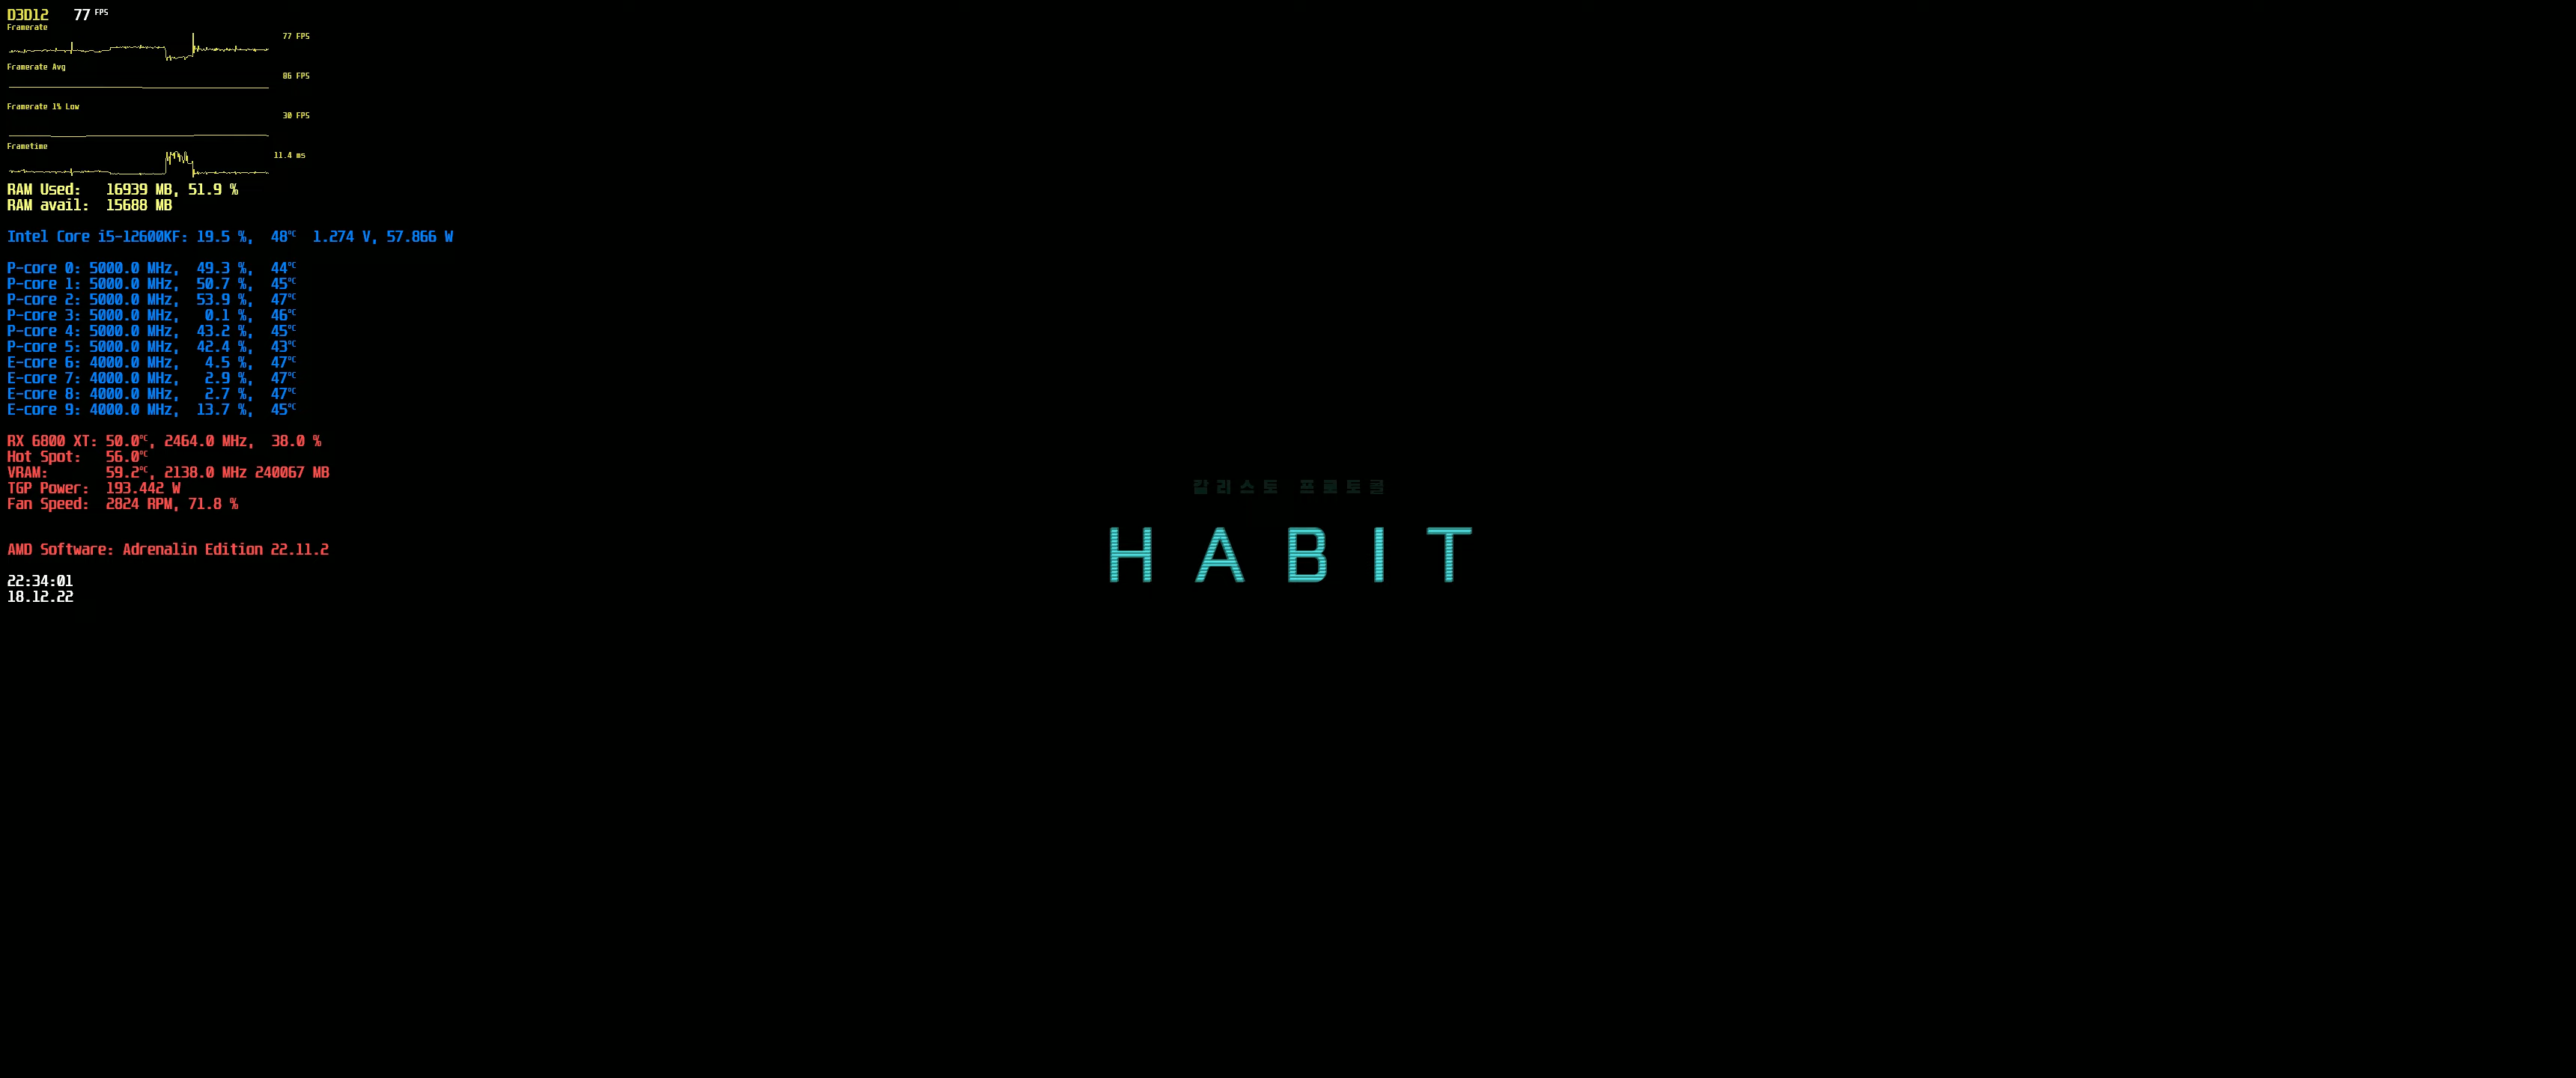 D3D12 77 FPS
Framerate
77 FPS
Framerate Avg
86 FPS
Framerate 1% Low
30 FPS
Frametime
11.4 ms
RAM Used: 16939 MB, 51.9 %
RAM avail: 15688 MB
Intel Core i5-12600KF: 19.5 %, 48°C 1.274 V, 57.866 W
P-core 0: 5000.0 MHz, 49.3 %, 44°C
P-core 1: 5000.0 MHz, 50.7 %, 45°C
P-core 2: 5000.0 MHz, 53.9 %, 47°C
P-core 3: 5000.0 MHz, 0.1 %, 46°C
P-core 4: 5000.0 MHz, 43.2 %, 45°C
P-core 5: 5000.0 MHz, 42.4 %, 43°C
E-core 6: 4000.0 MHz, 4.5 %, 47°C
E-core 7: 4000.0 MHz, 2.9 %, 47°C
E-core 8: 4000.0 MHz, 2.7 %, 47°C
E-core 9: 4000.0 MHz, 13.7 %, 45°C
RX 6800 XT: 50.0°C, 2464.0 MHz, 38.0 %
Hot Spot: 56.0°C
VRAM: 59.2°C, 2138.0 MHz 240067 MB
TGP Power: 193.442 W
Fan Speed: 2824 RPM, 71.8 %
AMD Software: Adrenalin Edition 22.11.2
22:34:01
18.12.22
칼리스토 프로토콜
HABIT